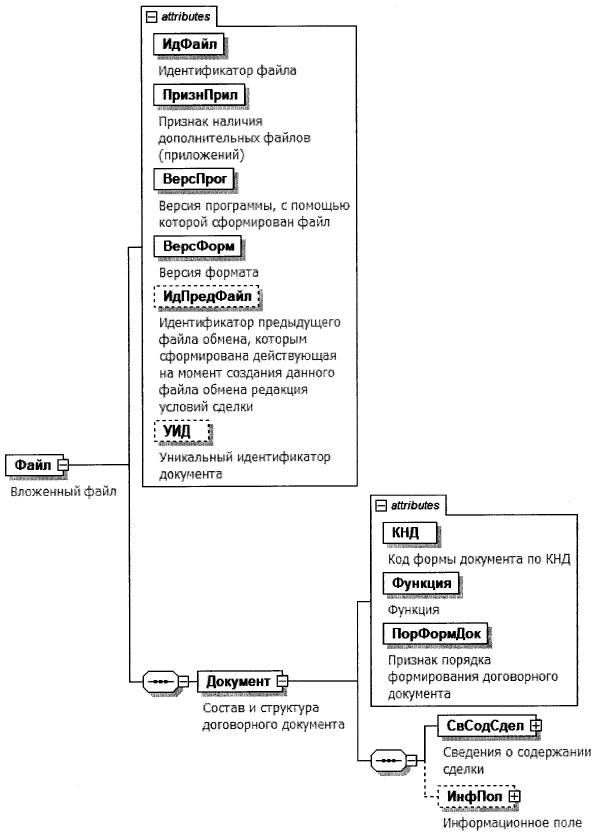 attributes
ИдФайл
Идентификатор файла
ПризнПрил
Признак наличия
дополнительных файлов
(приложений)
ВерсПрог
Версия программы, с помощью
которой сформирован файл
ВерсФорм
Версия формата
ИдПредФайл
Идентификатор предыдущего
файла обмена, которым
сформирована действующая
на момент создания данного
файла обмена редакция
условий сделки
УИД
Уникальный идентификатор
документа
Файл
Вложенный файл
Документ
Состав и структура
договорного документа
attributes
КНД
Код формы документа по КНД
Функция
Функция
ПорФормДок
Признак порядка
формирования договорного
документа
СвСодСдел
Сведения о содержании
сделки
ИнфПол
Информационное поле